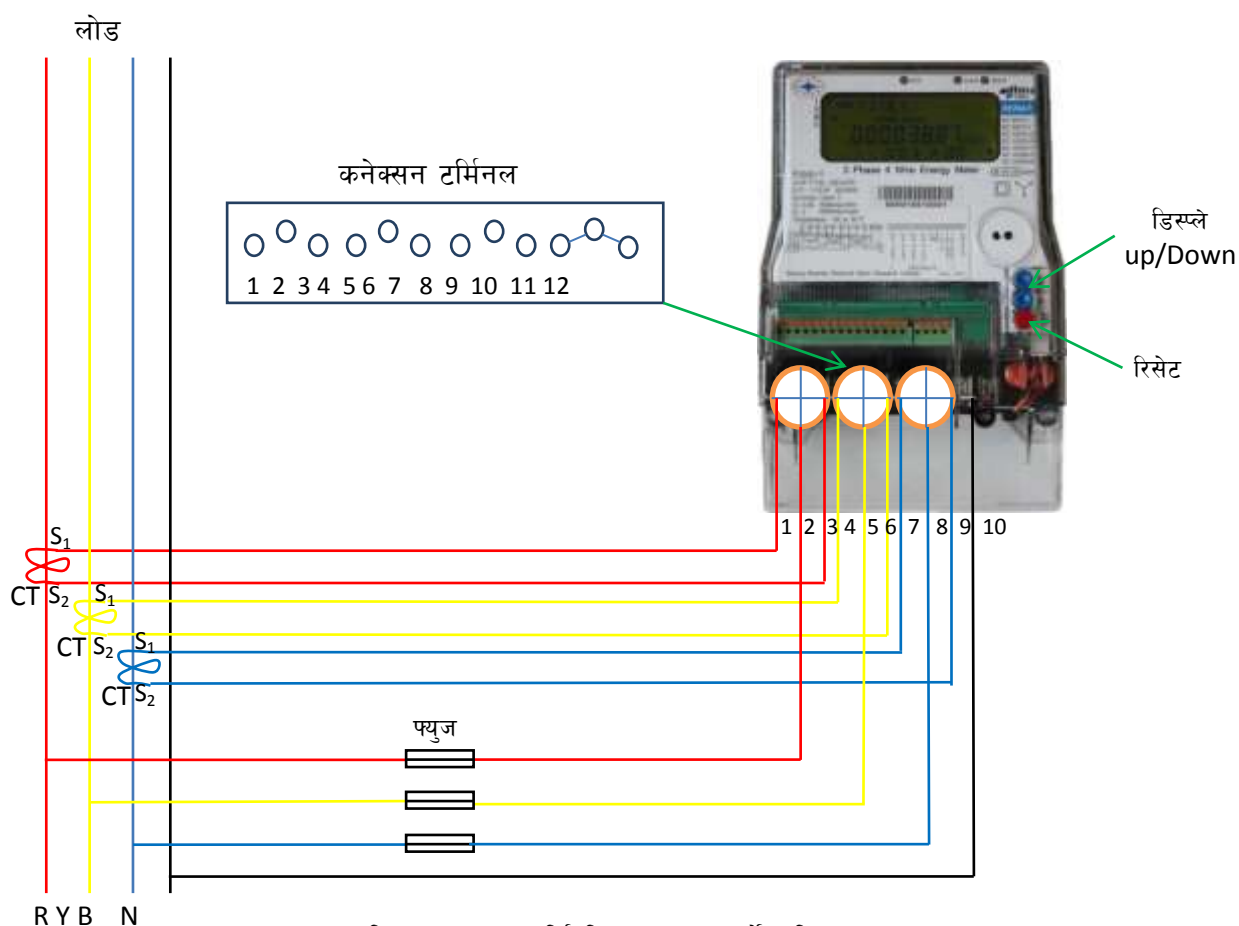 लोड
कनेक्सन टर्मिनल
1 2 3 4 5 6 7 8 9 10 11 12
3 Phase 4 Wire Energy Meter
डिस्प्ले
up/Down
रिसेट
1 2 3 4 5 6 7 8 9 10
S1
CT S2 S1
CT S2 S1
CT S2
फ्युज
R Y B N